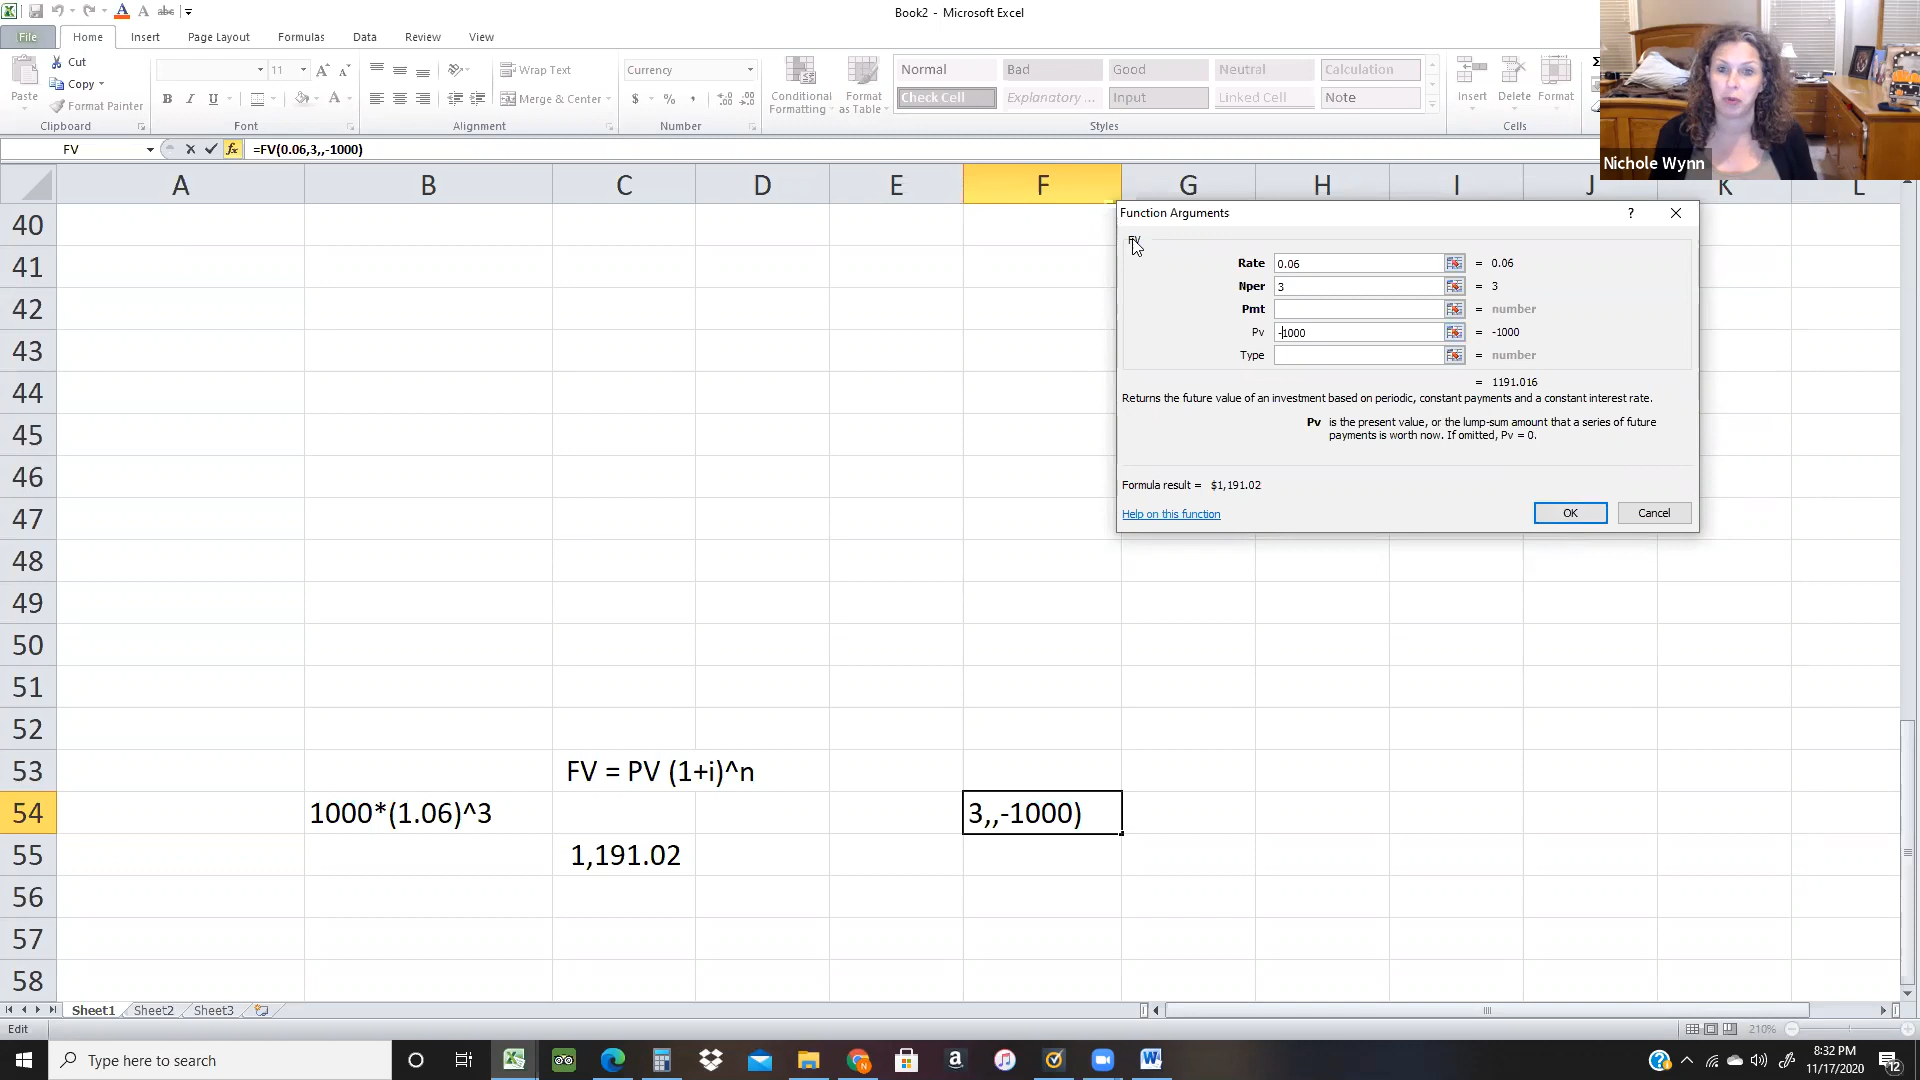 Book2 - Microsoft Excel
File Home Insert Page Layout Formulas Data Review View
Paste
Cut
Copy
Format Painter
Clipboard
11
B I U
Font
Wrap Text
Merge & Center
Alignment
Currency
$ % ,
Number
Conditional
Formatting
Format
as Table
Normal Bad Good Neutral Calculation
Check Cell Explanatory ... Input Linked Cell Note
Styles
Insert Delete Format
Cells
Nichole Wynn
FV
=FV(0.06,3,,-1000)
A B C D E F G H I J K L
40
41
42
43
44
45
46
47
48
49
50
51
52
53 FV = PV (1+i)^n
54 1000*(1.06)^3 3,,-1000)
55 1,191.02
56
57
58
Function Arguments
FV
Rate 0.06 = 0.06
Nper 3 = 3
Pmt = number
Pv -1000 = -1000
Type = number
= 1191.016
Returns the future value of an investment based on periodic, constant payments and a constant interest rate.
Pv is the present value, or the lump-sum amount that a series of future
payments is worth now. If omitted, Pv = 0.
Formula result = $1,191.02
Help on this function
OK Cancel
Sheet1 Sheet2 Sheet3
Edit
210%
Type here to search
8:32 PM
11/17/2020
12